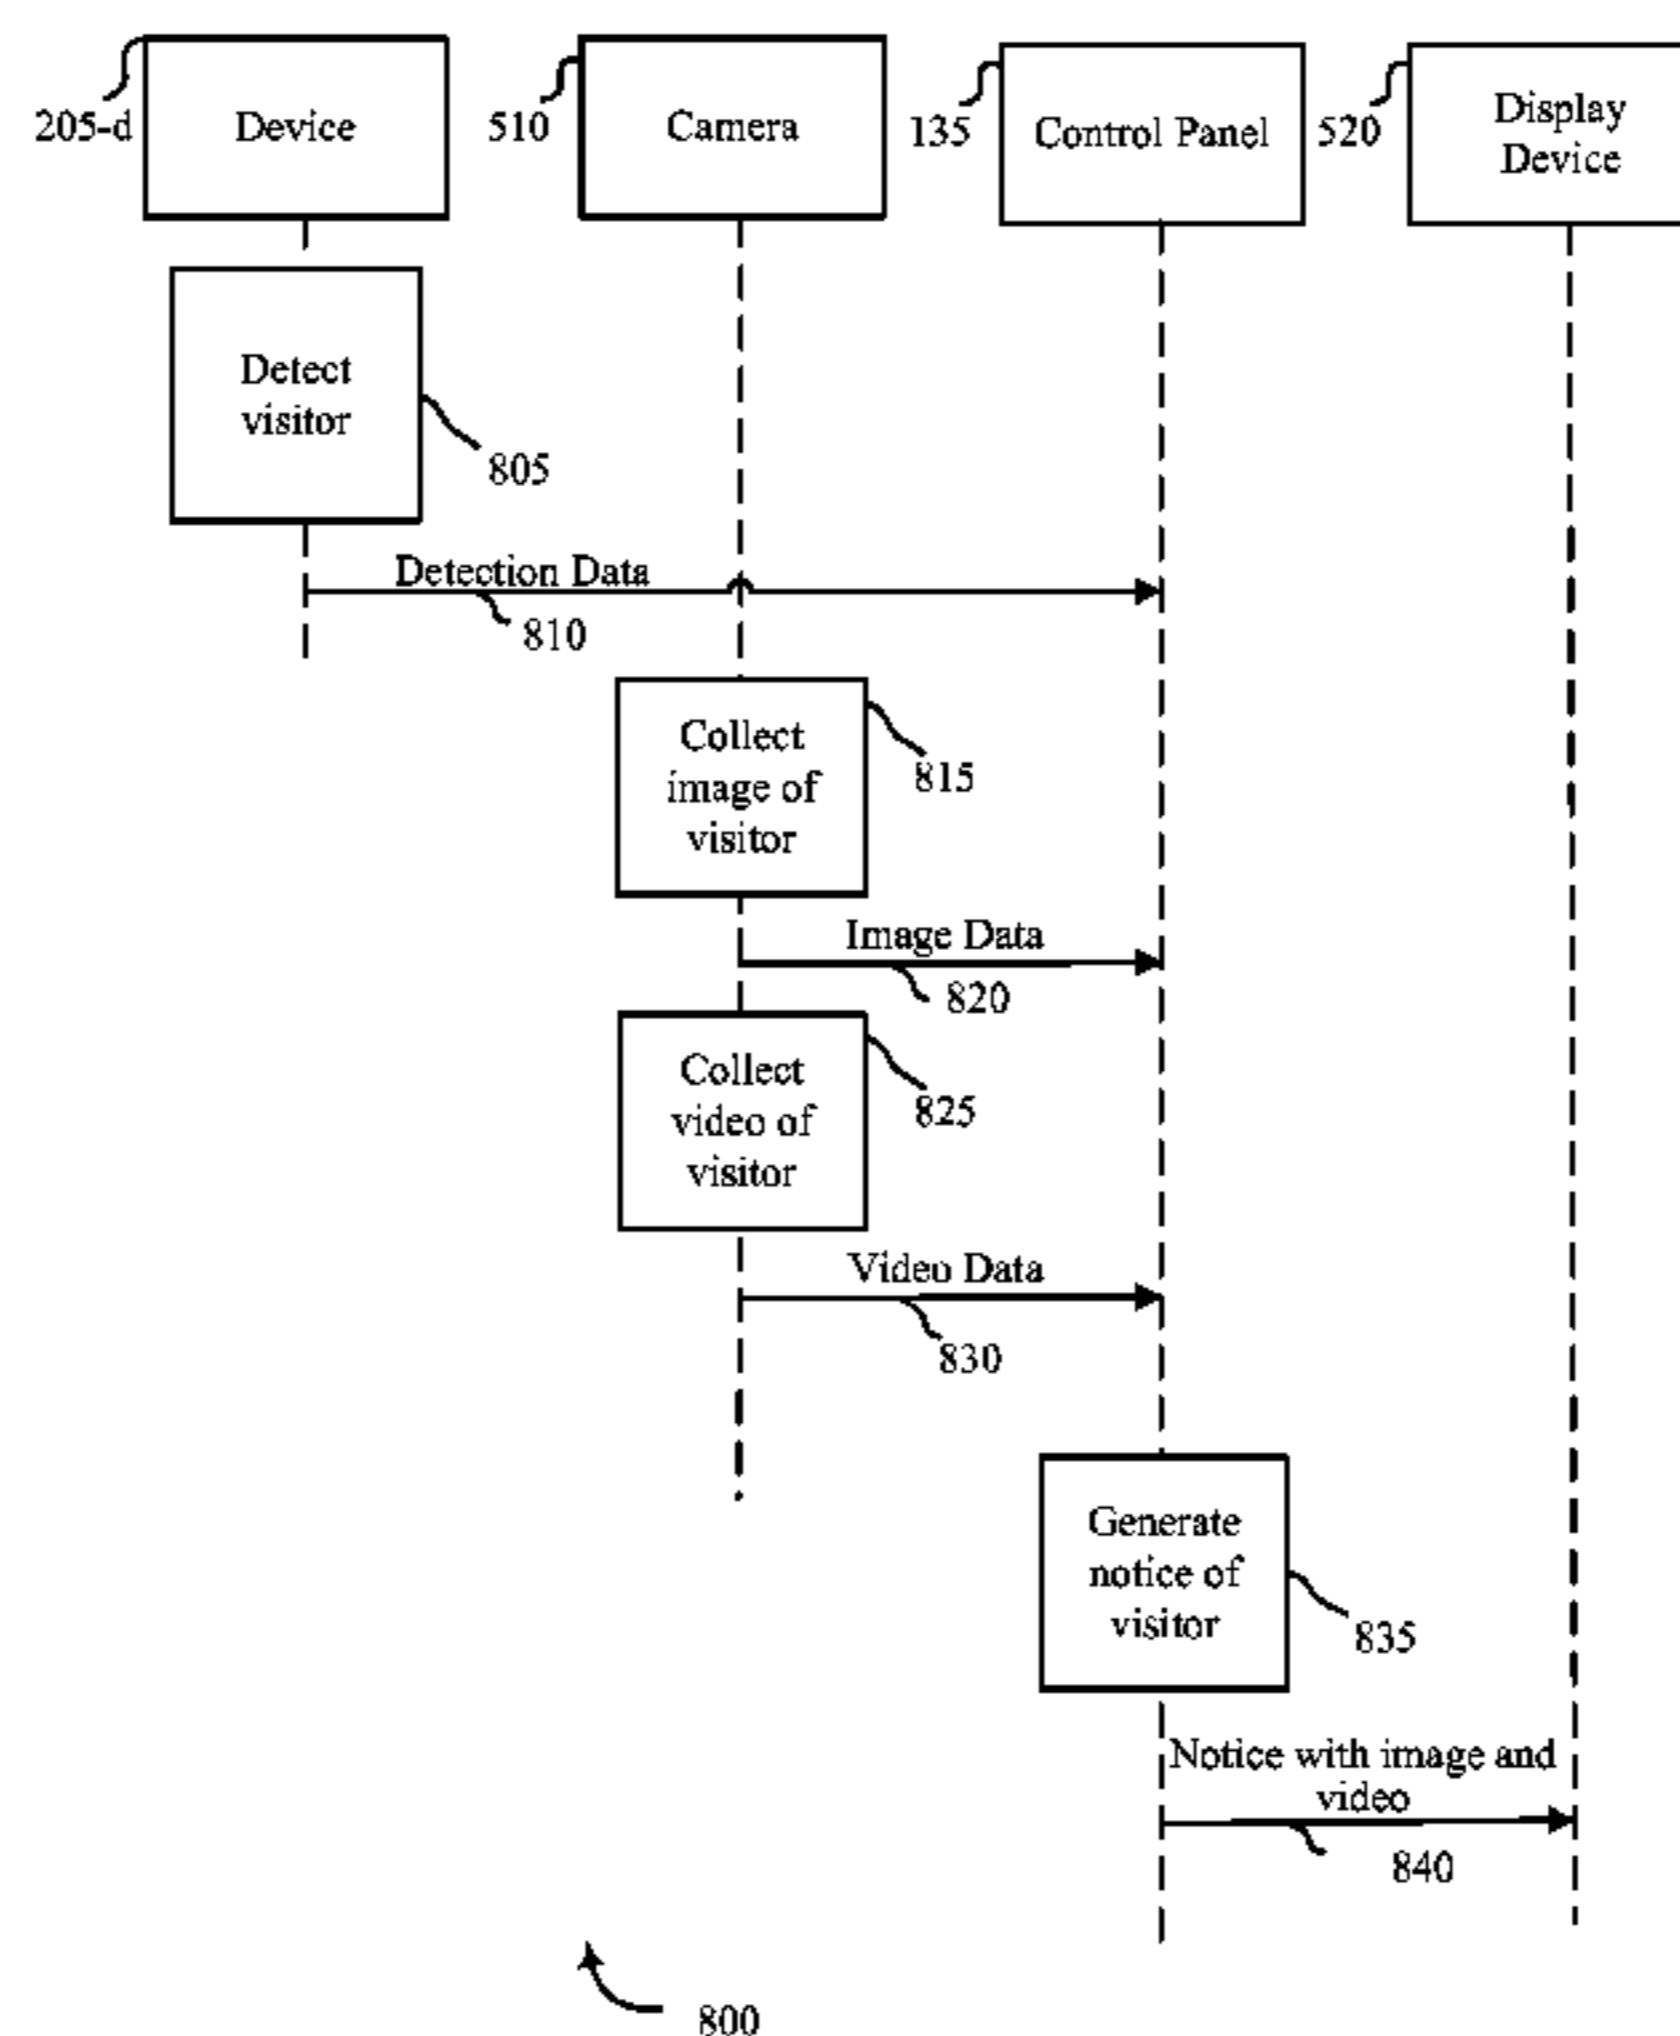 205-d
Device
510
Camera
135
Control Panel
520
Display
Device
Detect
visitor
805
Detection Data
810
Collect
image of
visitor
815
Image Data
820
Collect
video of
visitor
825
Video Data
830
Generate
notice of
visitor
835
Notice with image and
video
840
800